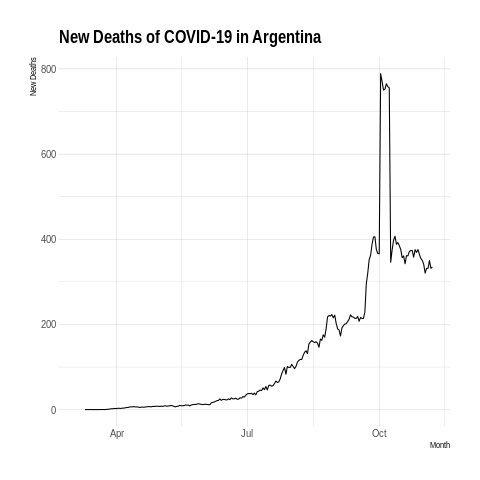 New Deaths of COVID-19 in Argentina
New Deaths
800
600
400
200
0
Apr
Jul
Oct
Month